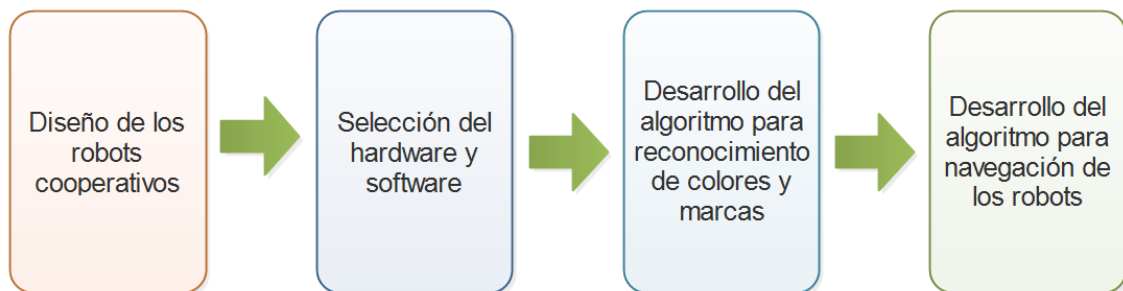 Diseño de los
robots
cooperativos
Selección del
hardware y
software
Desarrollo del
algoritmo para
reconocimiento
de colores y
marcas
Desarrollo del
algoritmo para
navegación de
los robots